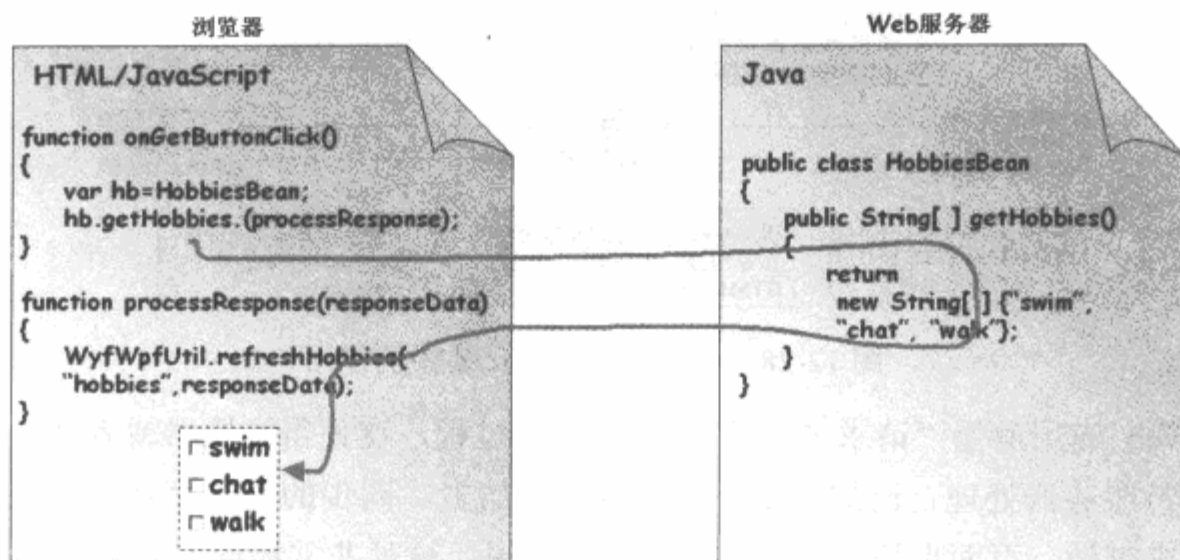 浏览器
HTML/JavaScript
function onGetButtonClick()
{
var hb=HobbiesBean;
hb.getHobbies.(processResponse);
}
function processResponse(responseData)
{
WyfWpfUtil.refreshHobbies(
“hobbies”,responseData);
}
swim
chat
walk
Web服务器
Java
public class HobbiesBean
{
public String[ ] getHobbies()
{
return
new String[ ] {“swim”,
“chat”, “walk”};
}
}